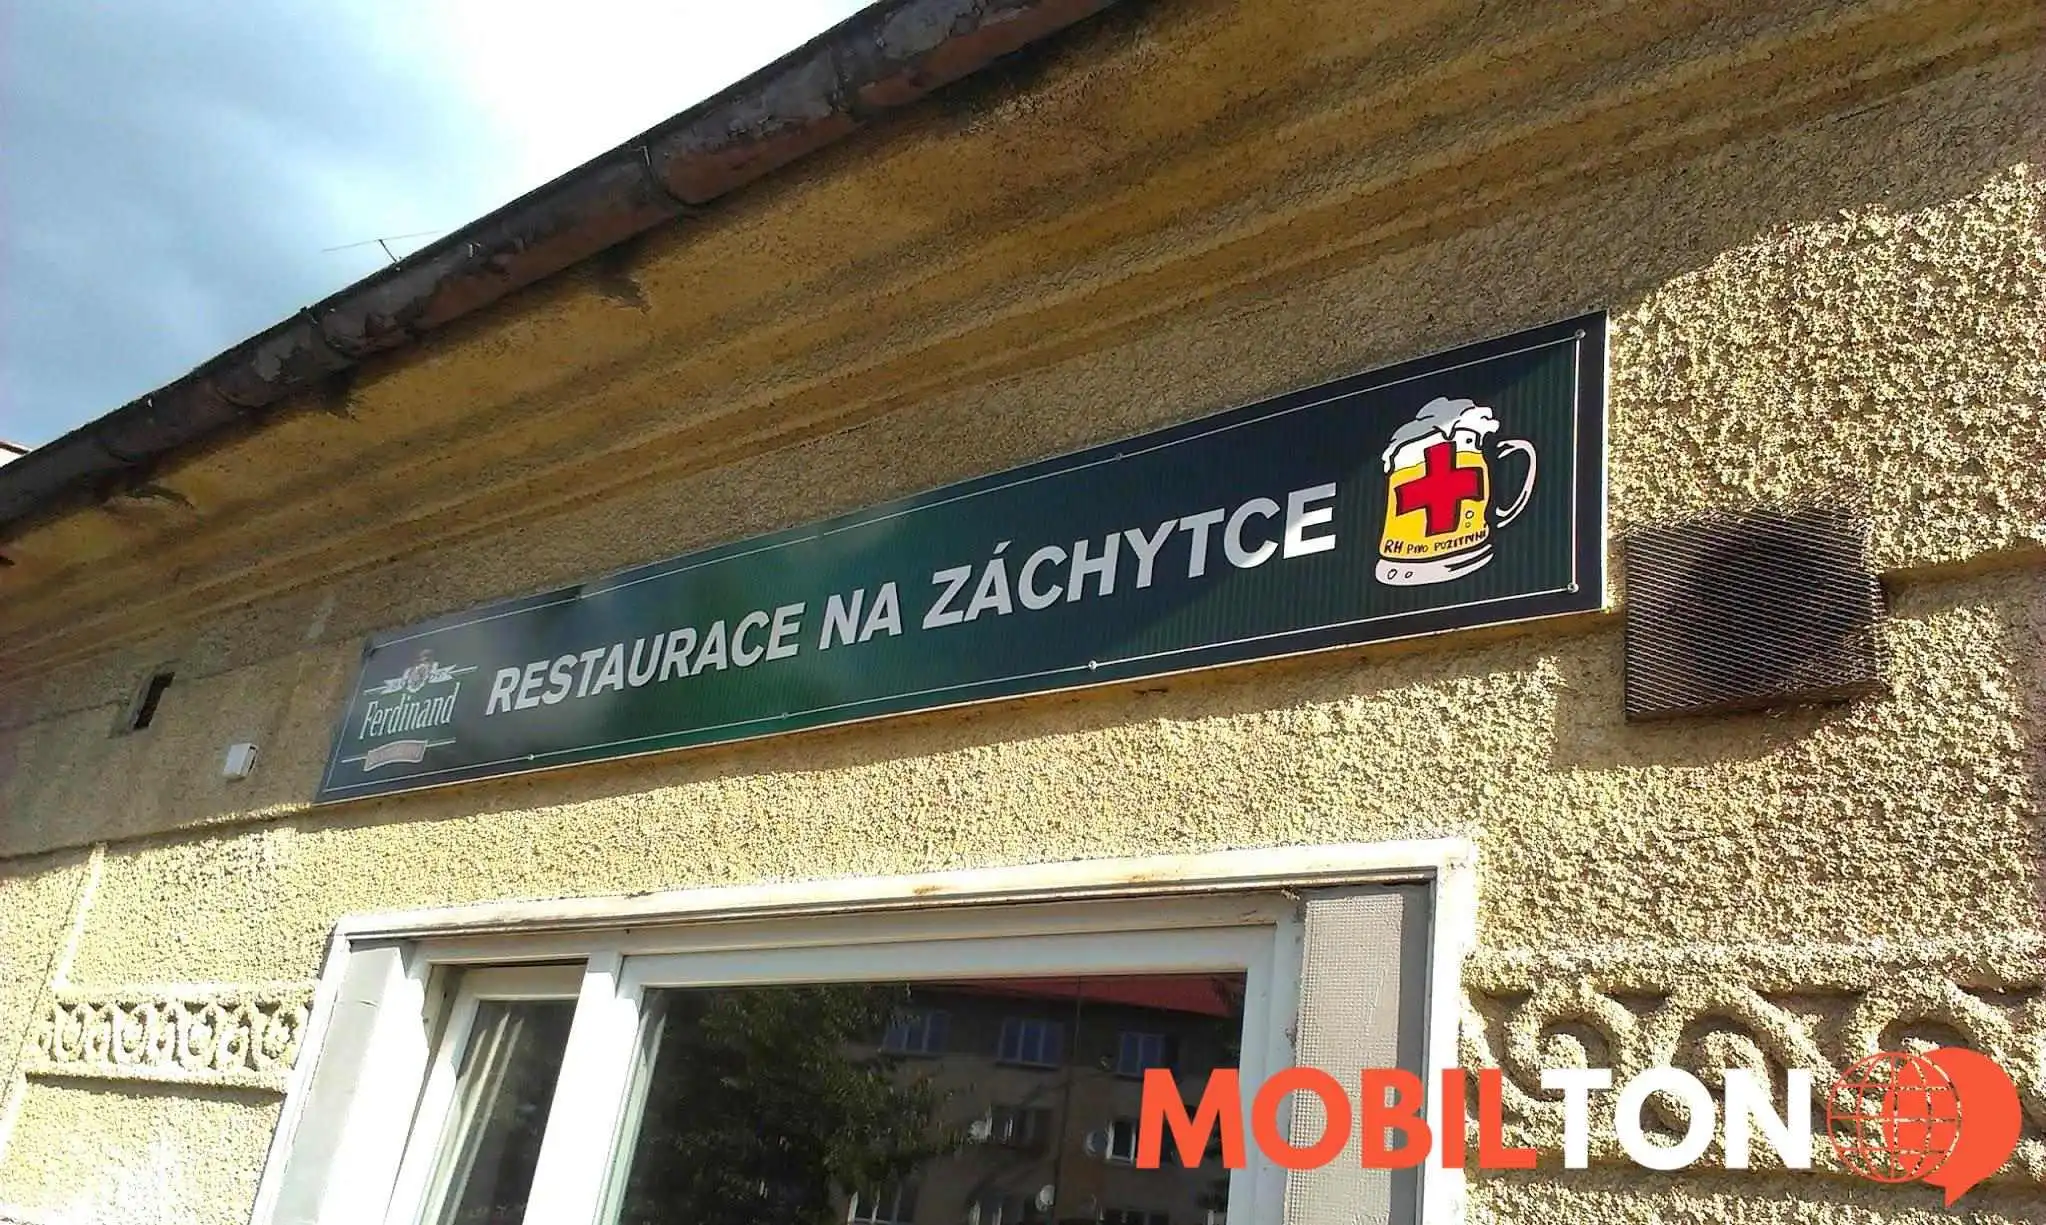 Ferdinand
RESTAURACE NA ZÁCHYTCE
RH PIVO POZITIVNÍ
MOBILTON